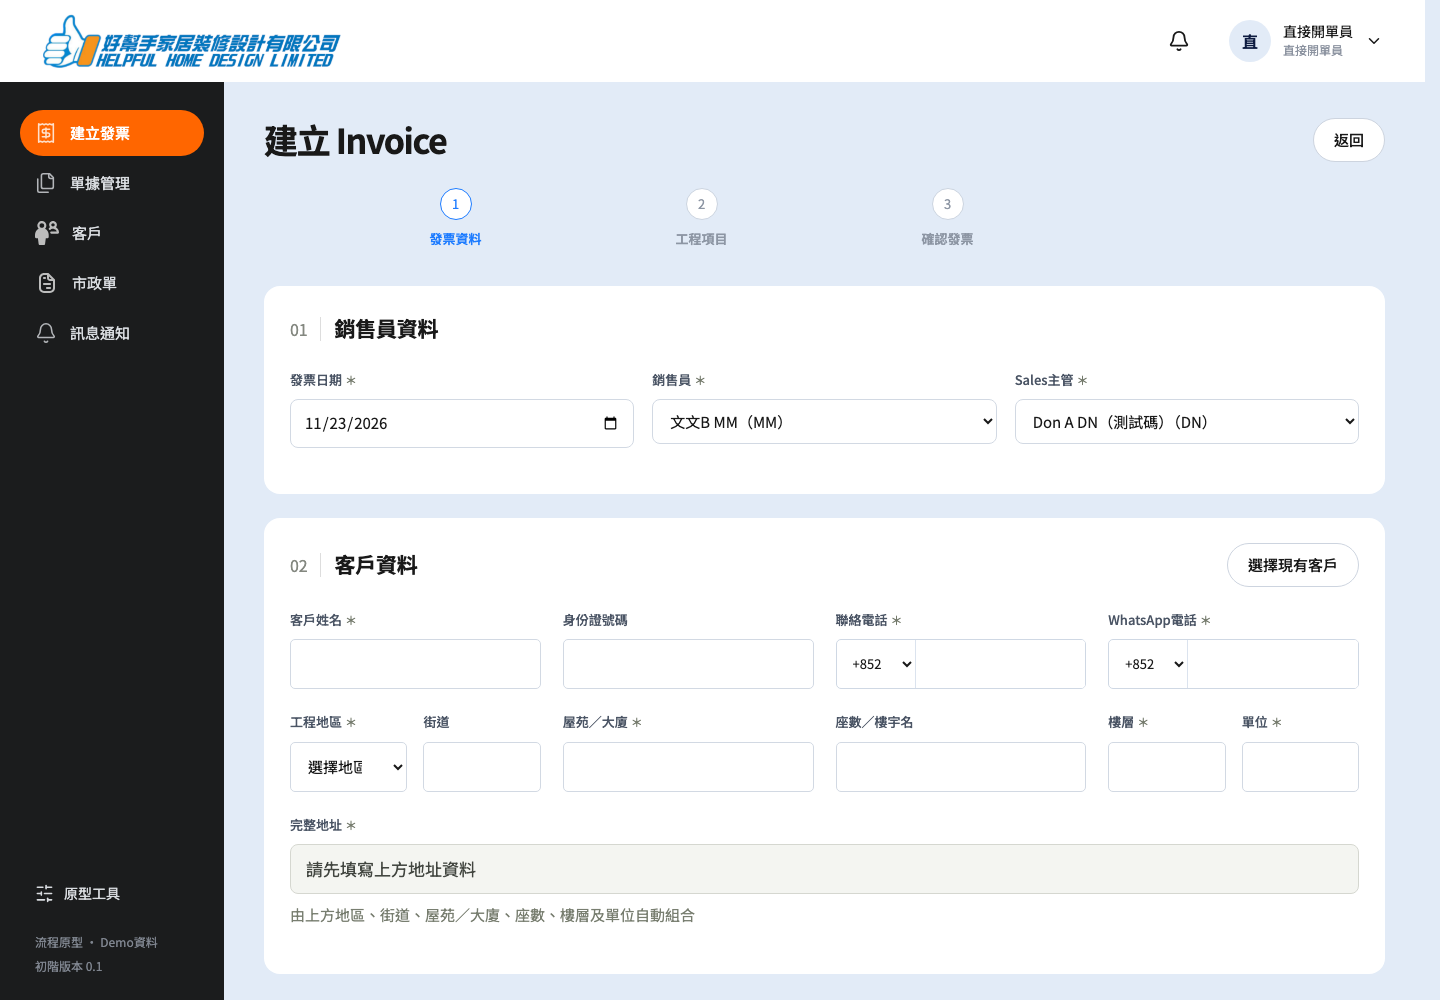 好幫手家居裝修設計有限公司
HELPFUL HOME DESIGN LIMITED
直
直接開單員
直接開單員
建立發票
單據管理
客戶
市政單
訊息通知
原型工具
流程原型 · Demo資料
初階版本 0.1
建立 Invoice
返回
1
發票資料
2
工程項目
3
確認發票
01
銷售員資料
發票日期 *
銷售員 *
Sales主管 *
11/23/2026
文文B MM（MM）
Don A DN（測試碼）（DN）
02
客戶資料
選擇現有客戶
客戶姓名 *
身份證號碼
聯絡電話 *
WhatsApp電話 *
+852
+852
工程地區 *
街道
屋苑／大廈 *
座數／樓宇名
樓層 *
單位 *
選擇地區
完整地址 *
請先填寫上方地址資料
由上方地區、街道、屋苑／大廈、座數、樓層及單位自動組合